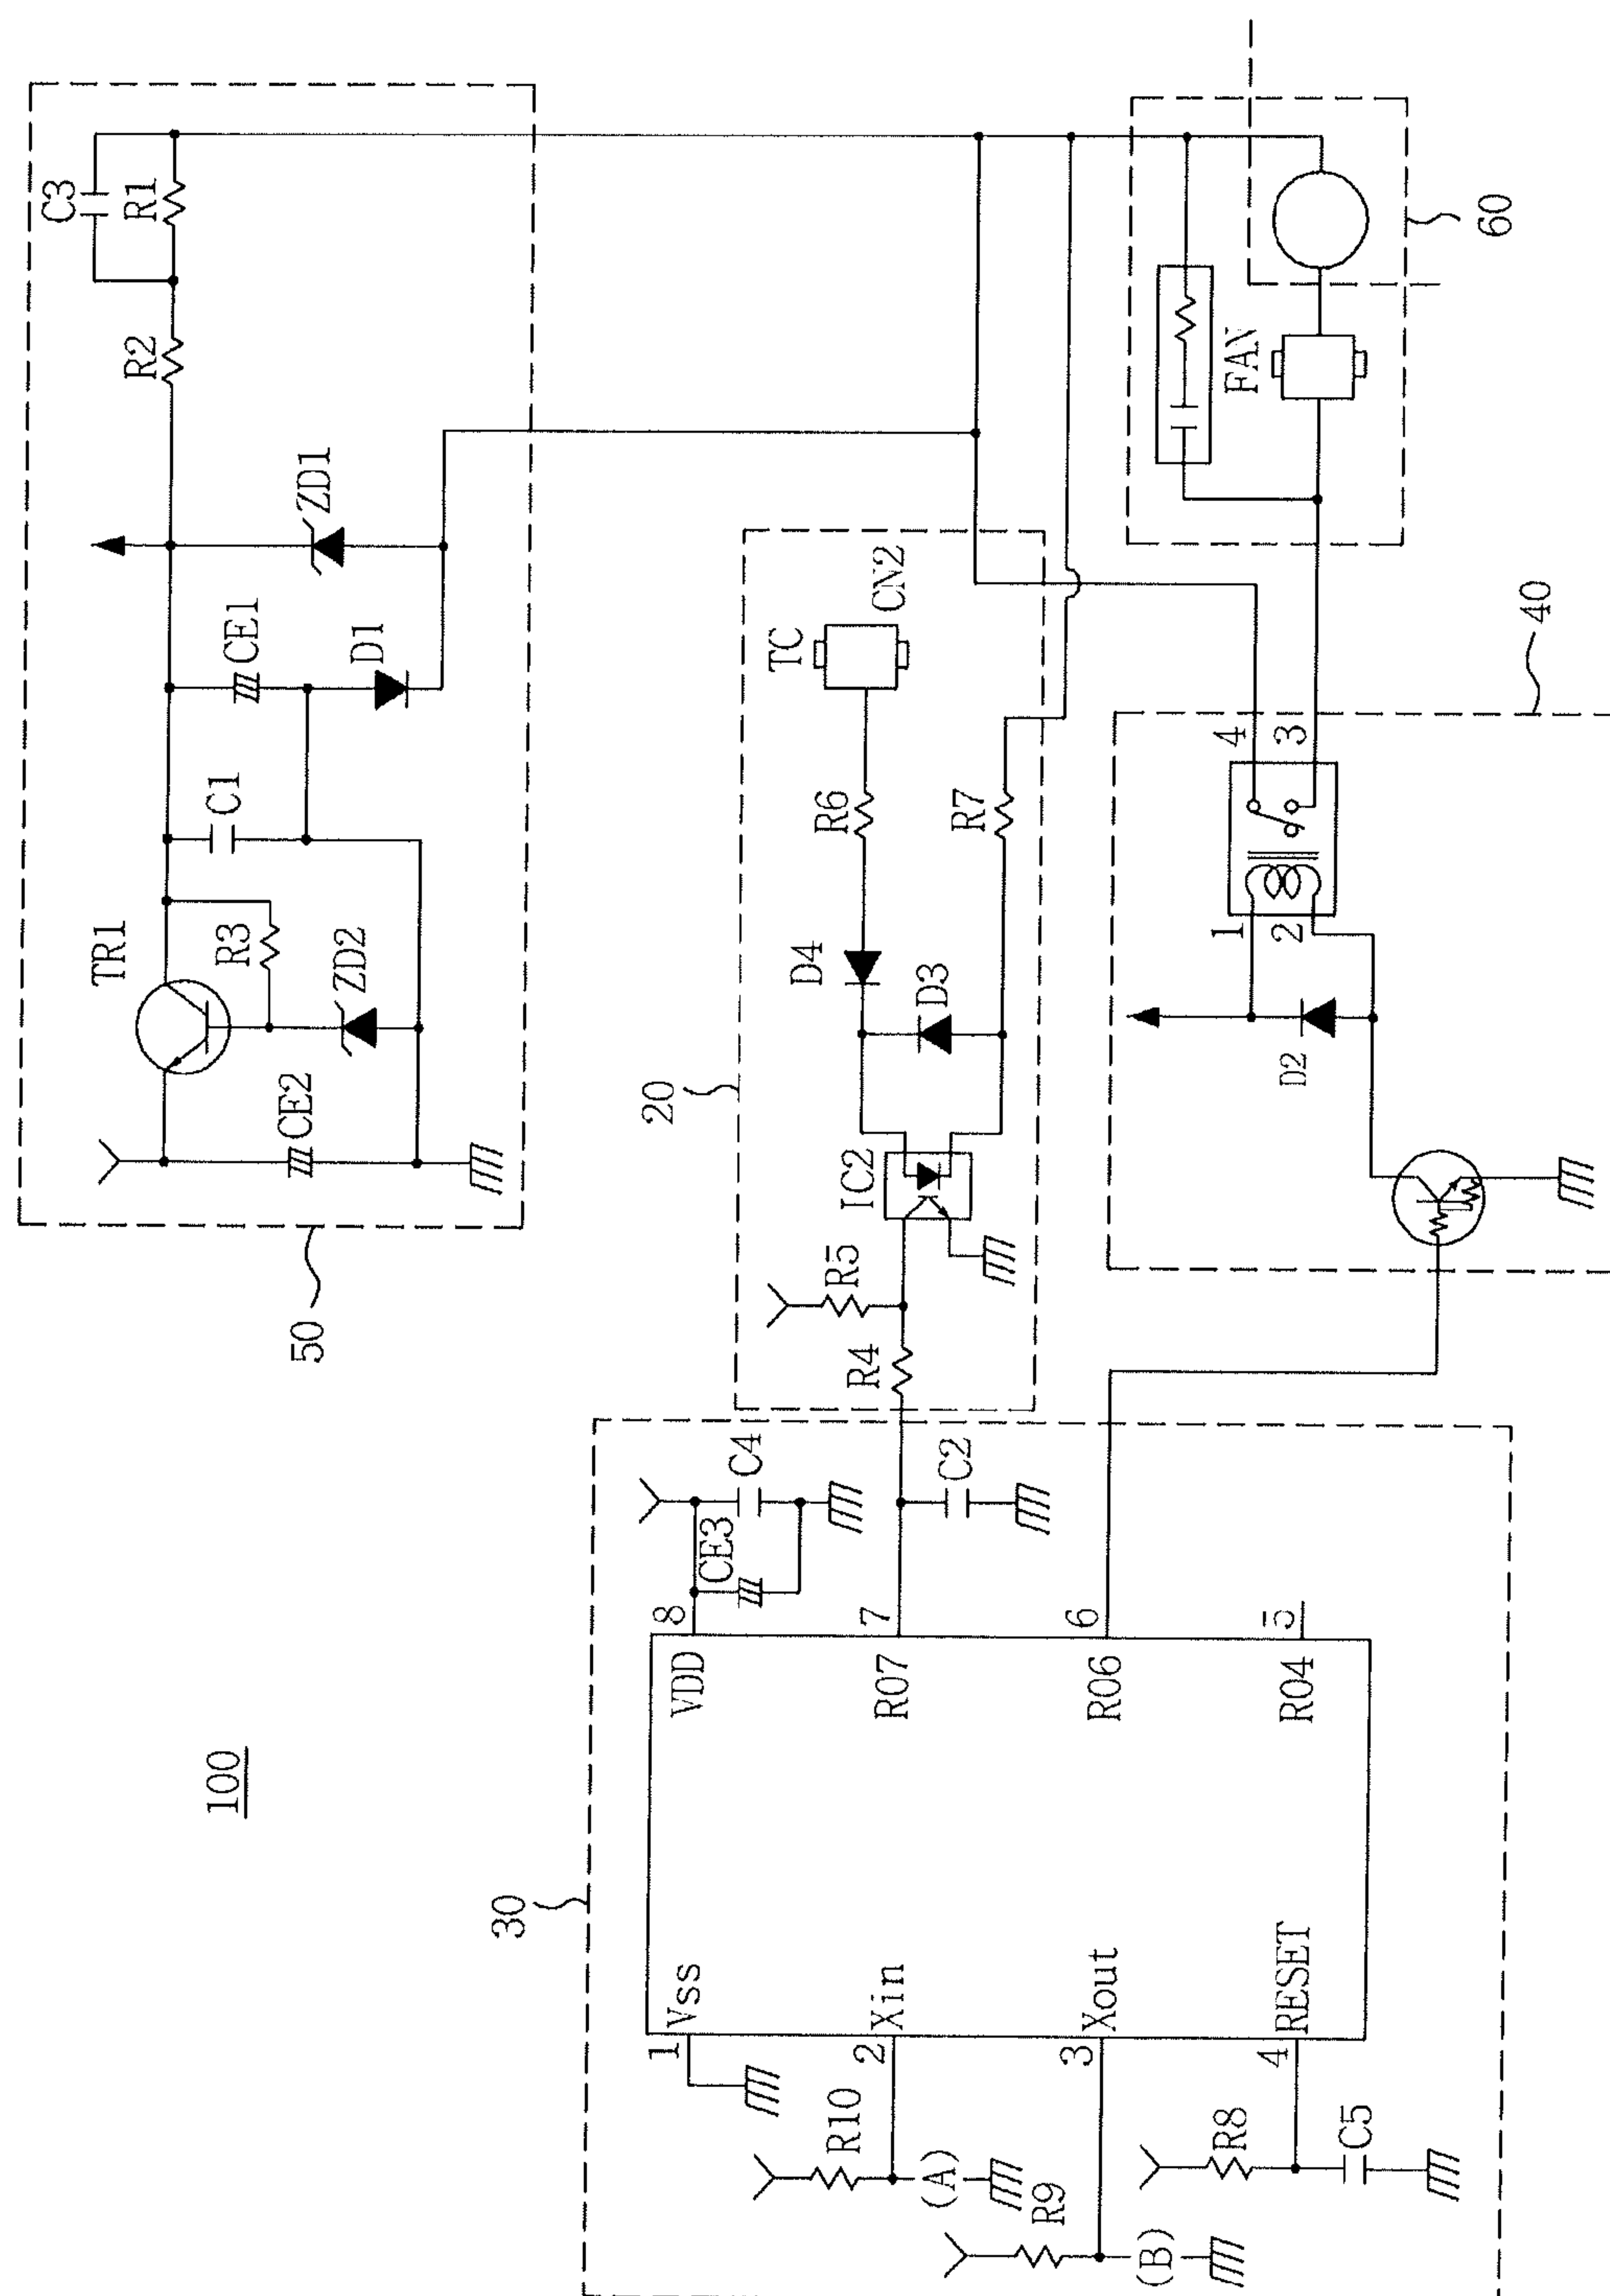 100
50
TR1
R3
ZD2
CE2
C1
CE1
D1
ZD1
R2
R1
C3
20
TC
CN2
R6
D4
D3
R7
IC2
R5
R4
30
C4
CE3
C2
8
VDD
7
R07
6
R06
5
R04
1
Vss
2
Xin
3
Xout
4
RESET
R10
(A)
R9
(B)
R8
C5
40
1
2
3
4
D2
60
FAN